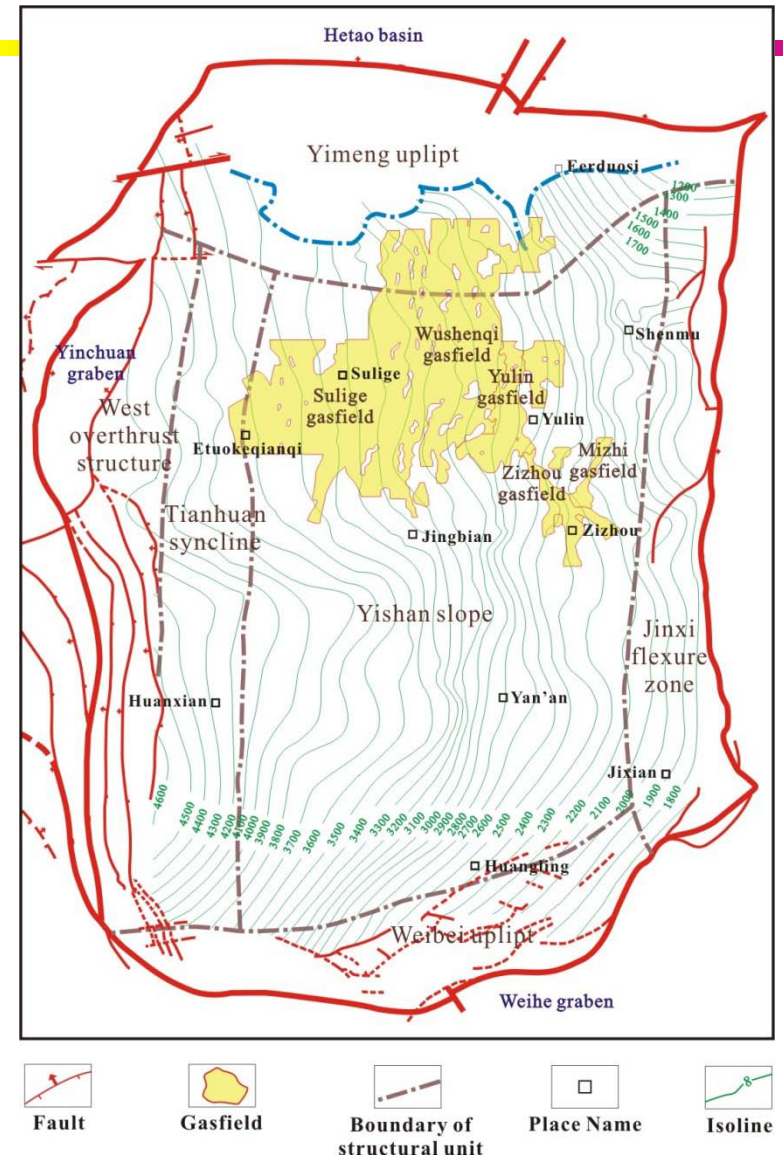 Hetao basin
Yimeng uplipt
Eerduosi
1200
1300
1400
1500
1600
1700
Shenmu
Wushenqi
gasfield
Yinchuan
graben
Sulige
Sulige
gasfield
Yulin
gasfield
Yulin
West
overthrust
structure
Etuokeqianqi
Mizhi
gasfield
Zizhou
gasfield
Tianhuan
syncline
Jingbian
Zizhou
Yishan slope
Jinxi
flexure
zone
Huanxian
Yan'an
Jixian
4600
4500
4400
4300
4200
4100
4000
3900
3800
3700
3600
3500
3400
3300
3200
3100
3000
2900
2800
2700
2600
2500
2400
2300
2200
2100
2000
1900
1800
Huangling
Weibei uplipt
Weihe graben
8
Fault
Gasfield
Boundary of
structural unit
Place Name
Isoline